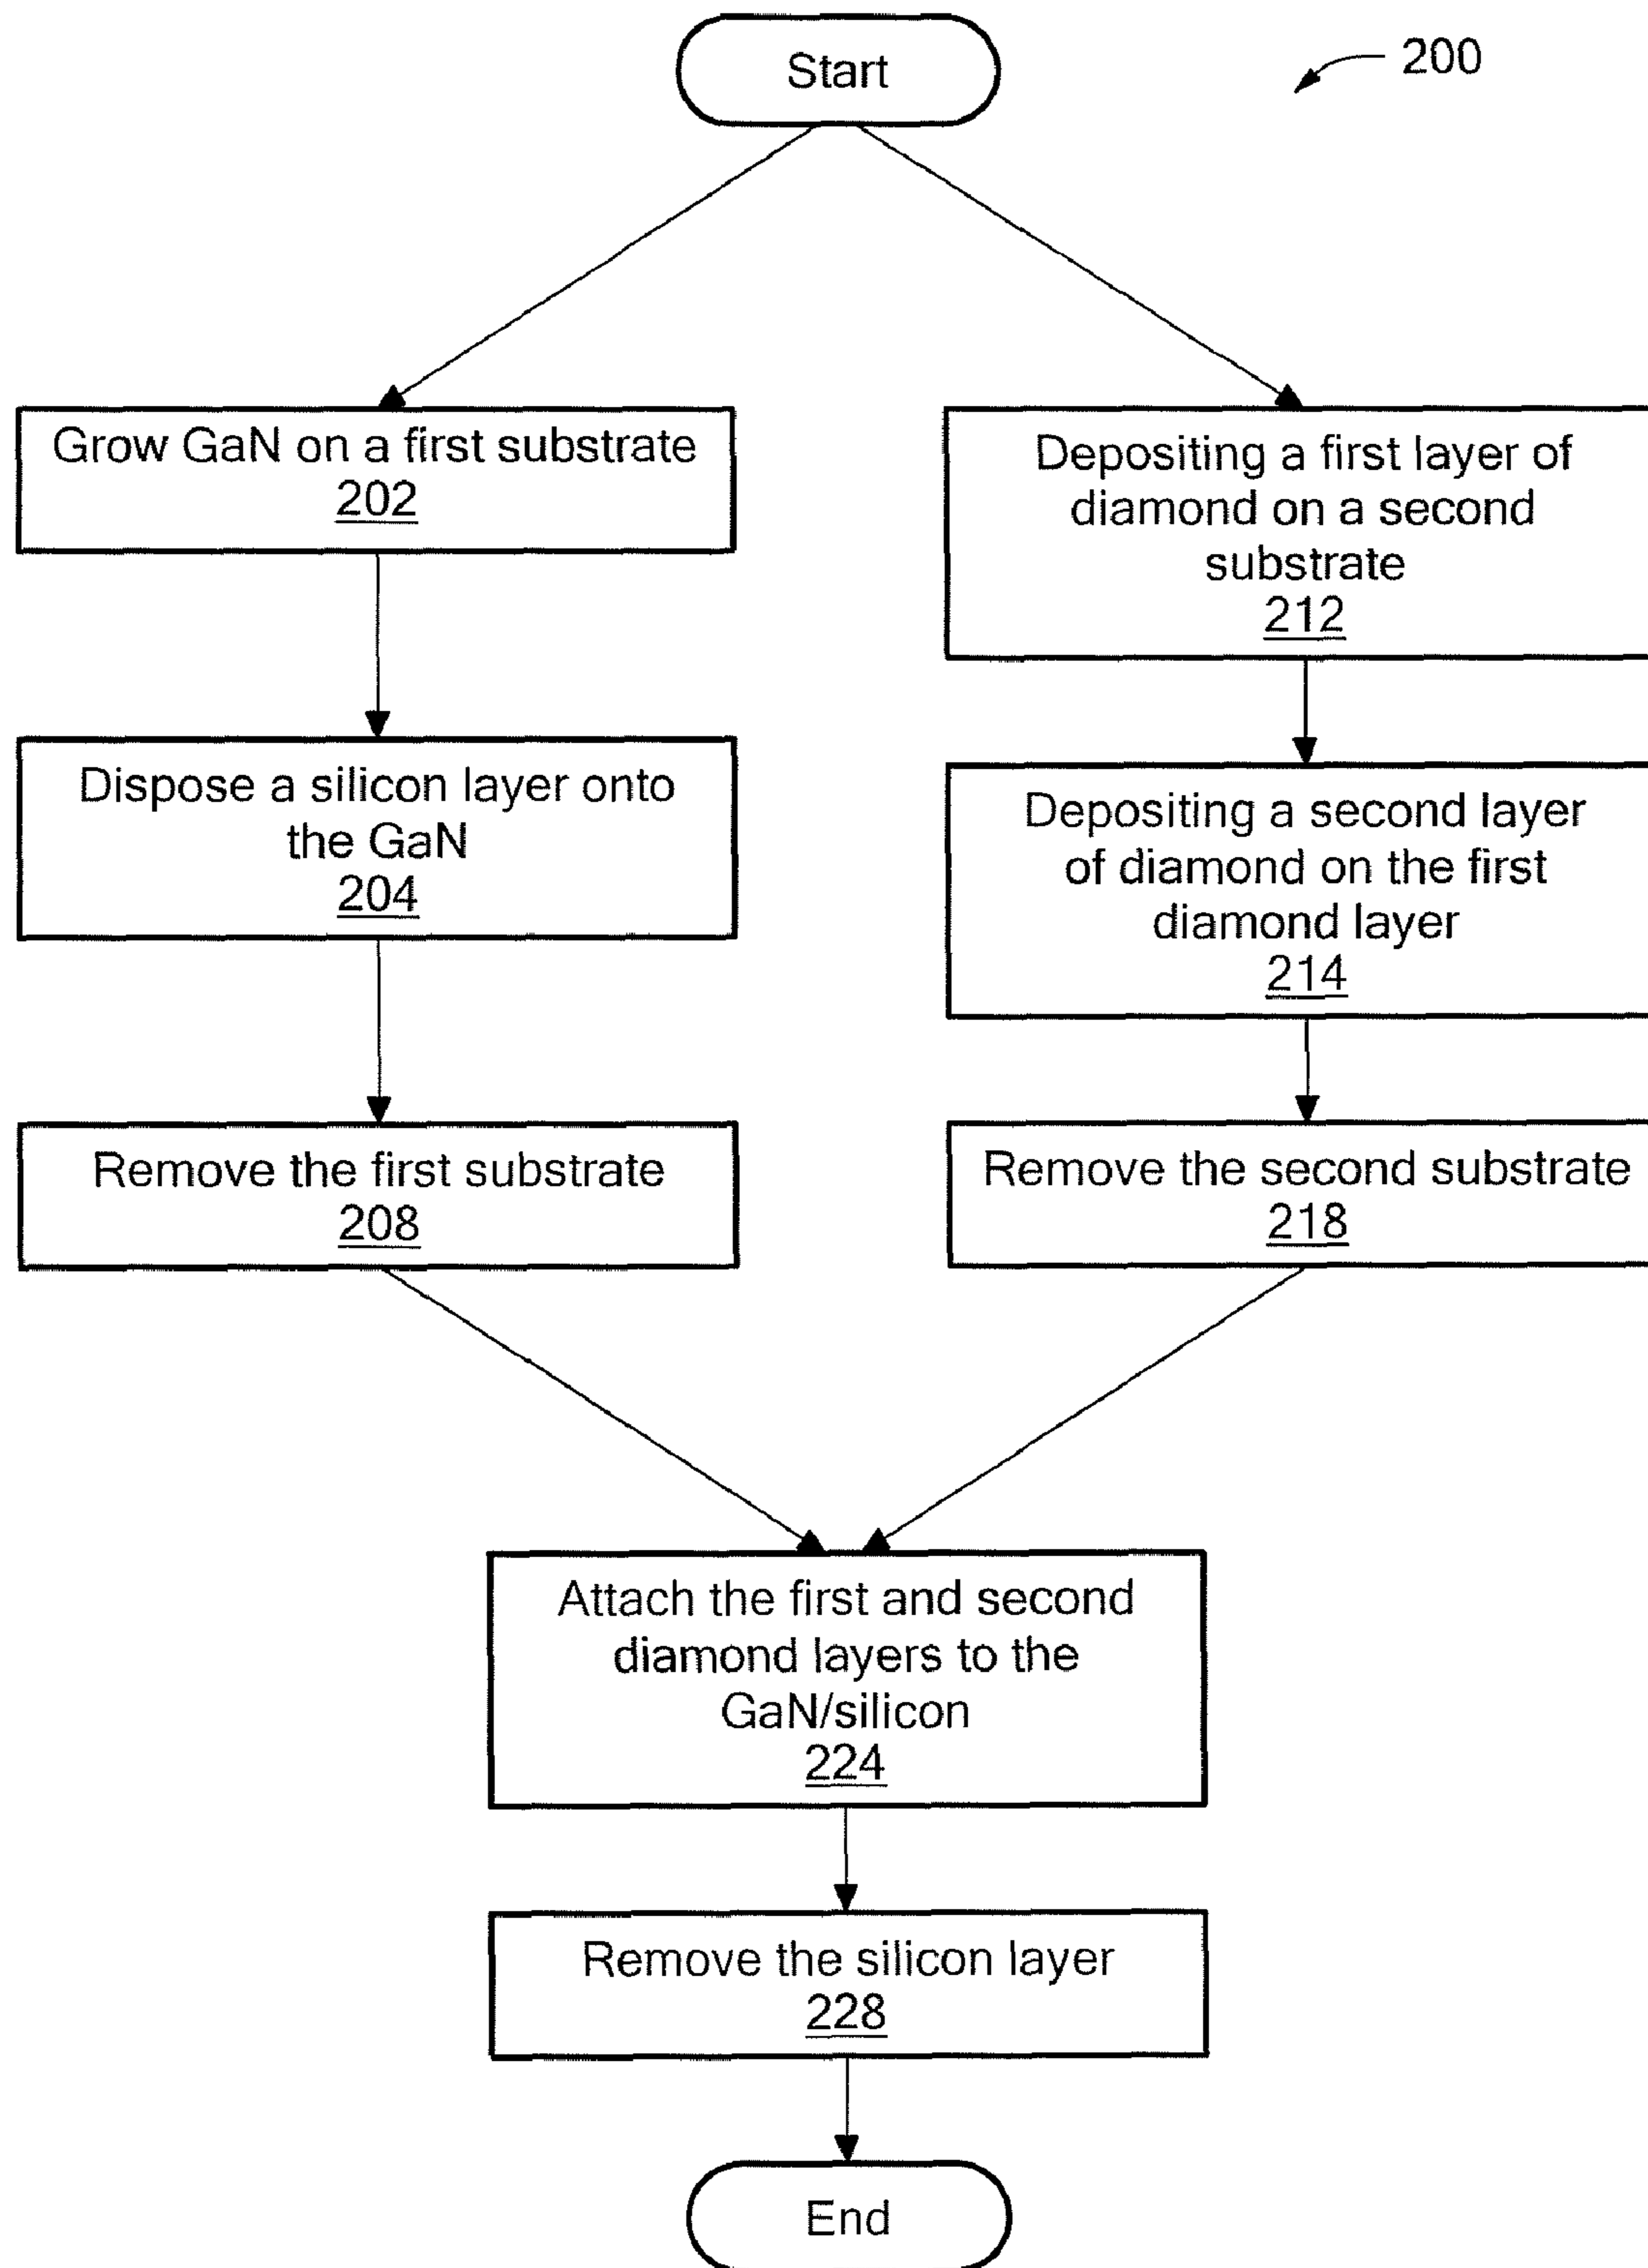 Start
200
Grow GaN on a first substrate
202
Dispose a silicon layer onto
the GaN
204
Remove the first substrate
208
Depositing a first layer of
diamond on a second
substrate
212
Depositing a second layer
of diamond on the first
diamond layer
214
Remove the second substrate
218
Attach the first and second
diamond layers to the
GaN/silicon
224
Remove the silicon layer
228
End